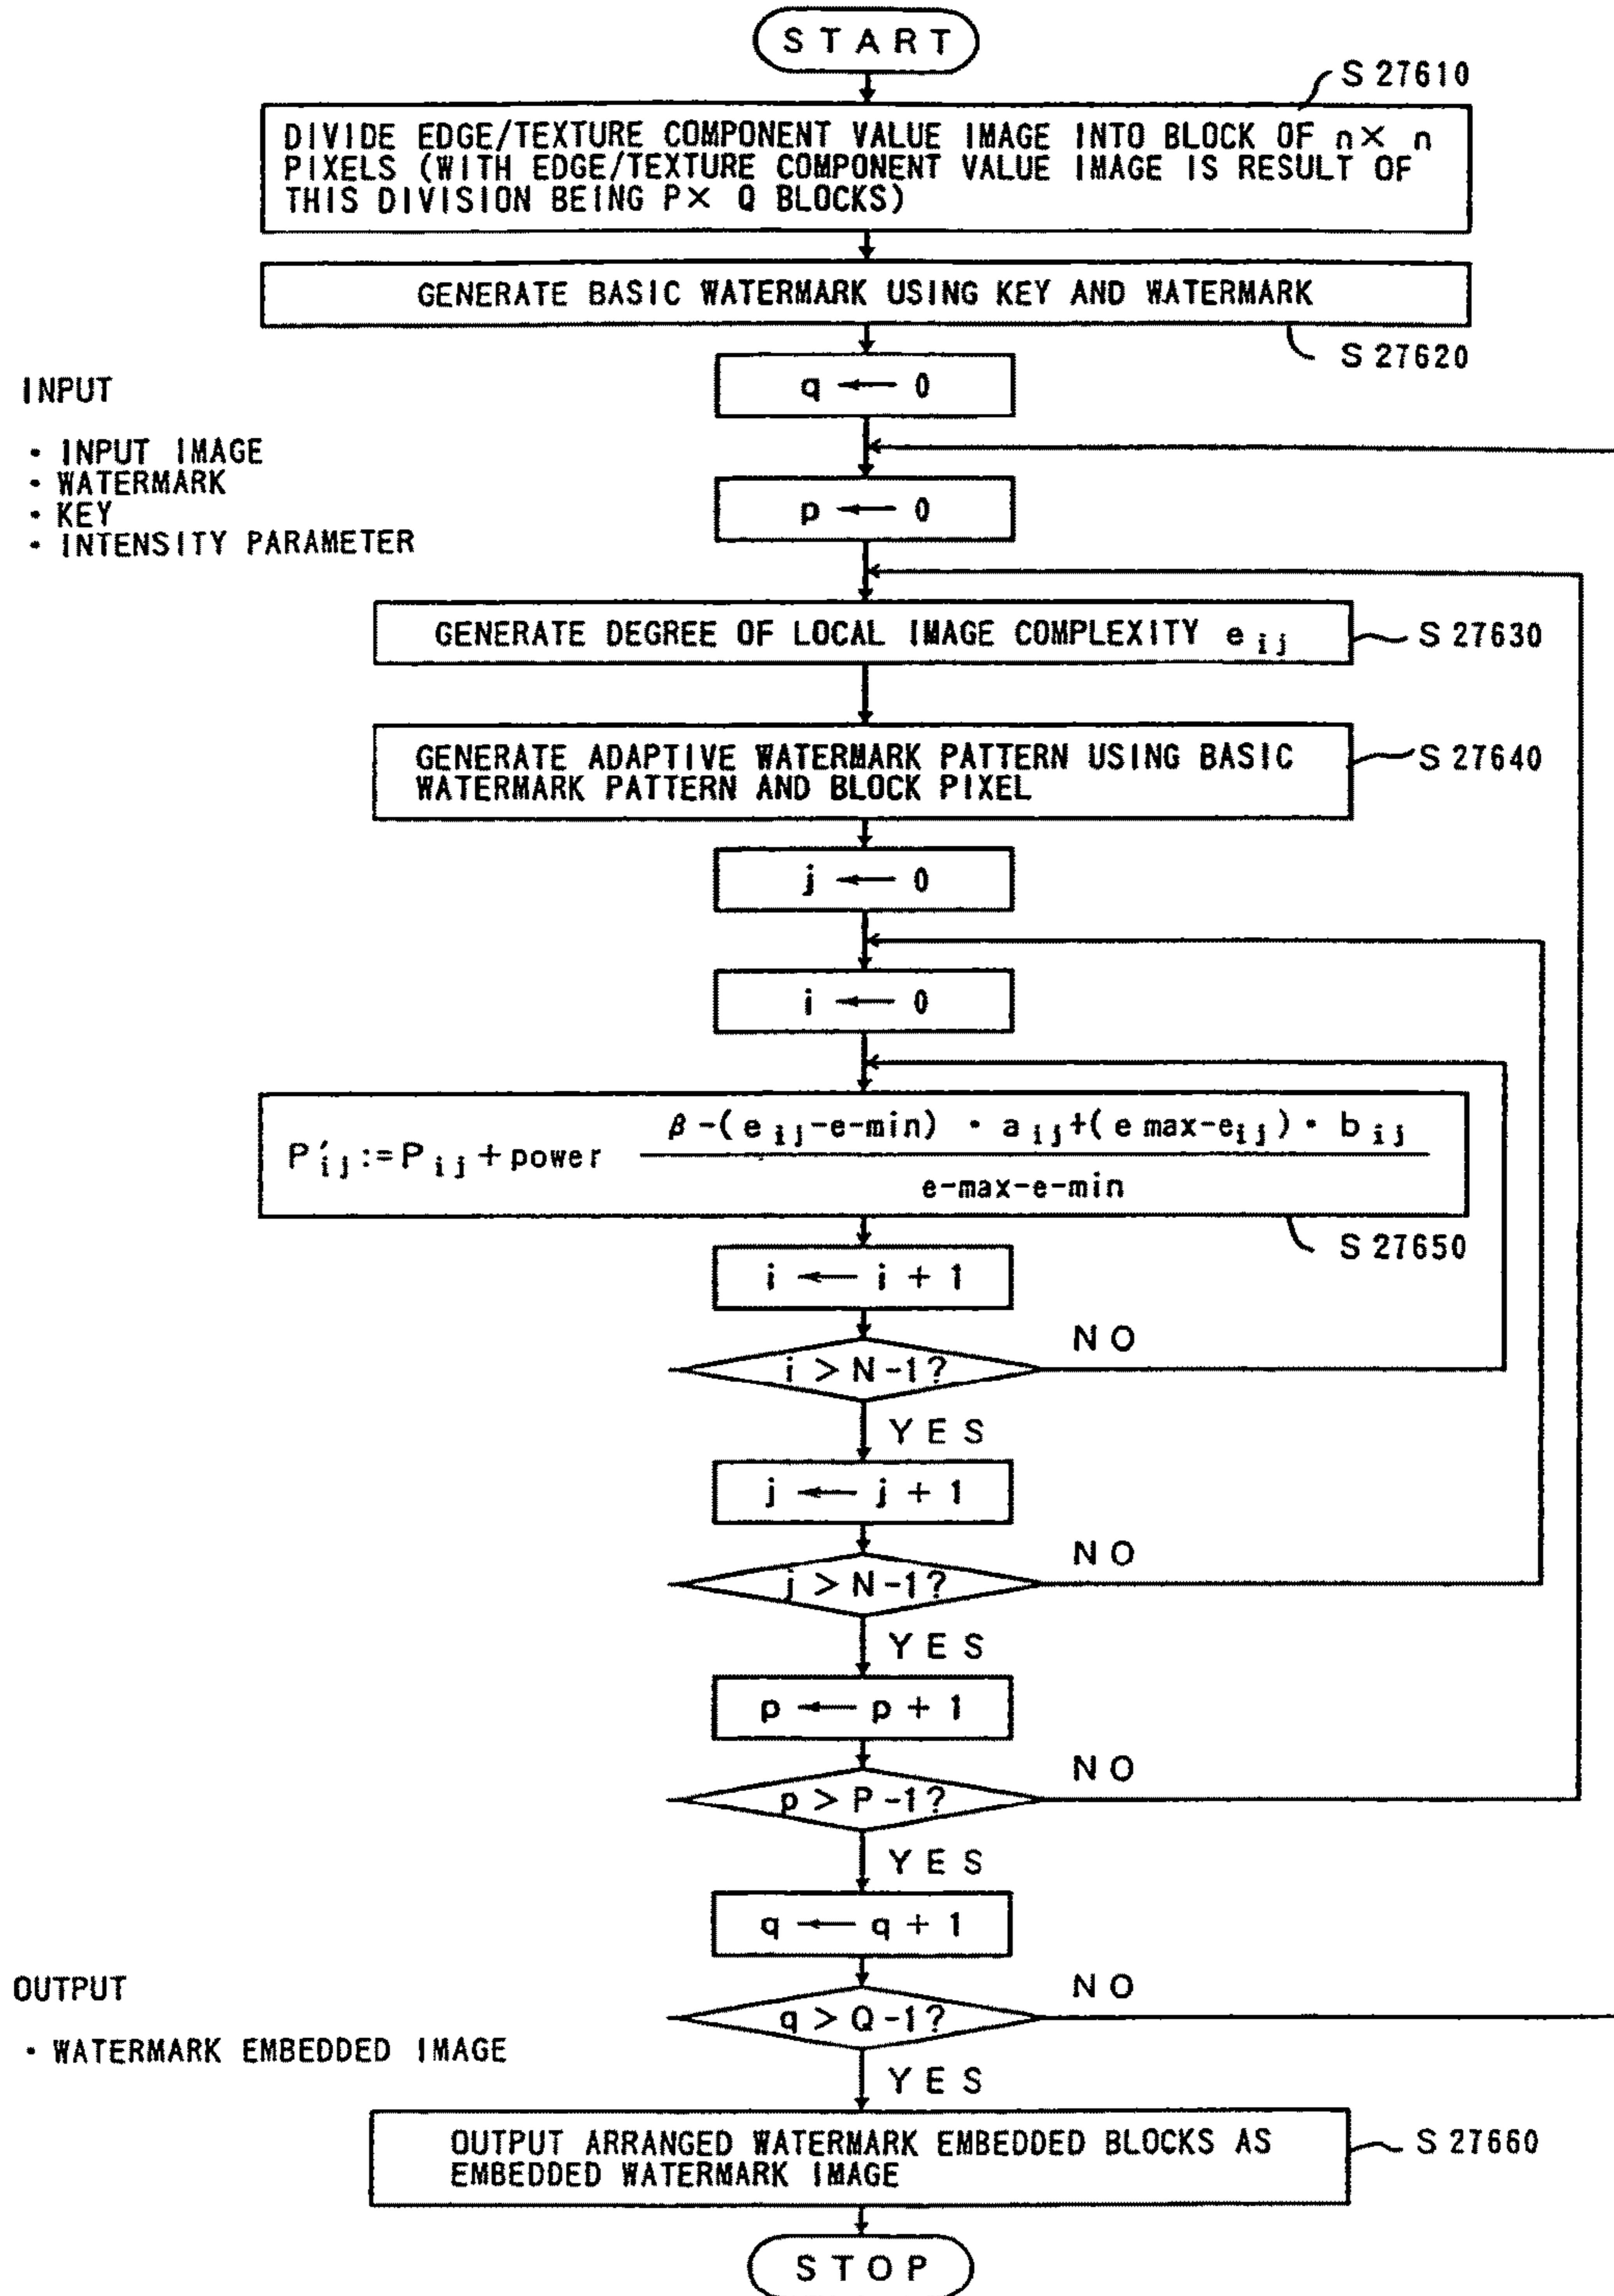 START
S 27610
DIVIDE EDGE/TEXTURE COMPONENT VALUE IMAGE INTO BLOCK OF n× n
PIXELS (WITH EDGE/TEXTURE COMPONENT VALUE IMAGE IS RESULT OF
THIS DIVISION BEING P× Q BLOCKS)
GENERATE BASIC WATERMARK USING KEY AND WATERMARK
S 27620
q ← 0
INPUT
・INPUT IMAGE
・WATERMARK
・KEY
・INTENSITY PARAMETER
p ← 0
GENERATE DEGREE OF LOCAL IMAGE COMPLEXITY e ij
S 27630
GENERATE ADAPTIVE WATERMARK PATTERN USING BASIC
WATERMARK PATTERN AND BLOCK PIXEL
S 27640
j ← 0
i ← 0
β -( e ij-e-min) ・ a ij+( e max-eij)・ b ij
P′ij:=Pij+power
e-max-e-min
S 27650
i ← i + 1
i > N-1?
NO
YES
j ← j + 1
j > N-1?
NO
YES
p ← p + 1
p > P-1?
NO
YES
q ← q + 1
q > Q-1?
NO
YES
OUTPUT
・WATERMARK EMBEDDED IMAGE
OUTPUT ARRANGED WATERMARK EMBEDDED BLOCKS AS
EMBEDDED WATERMARK IMAGE
S 27660
STOP